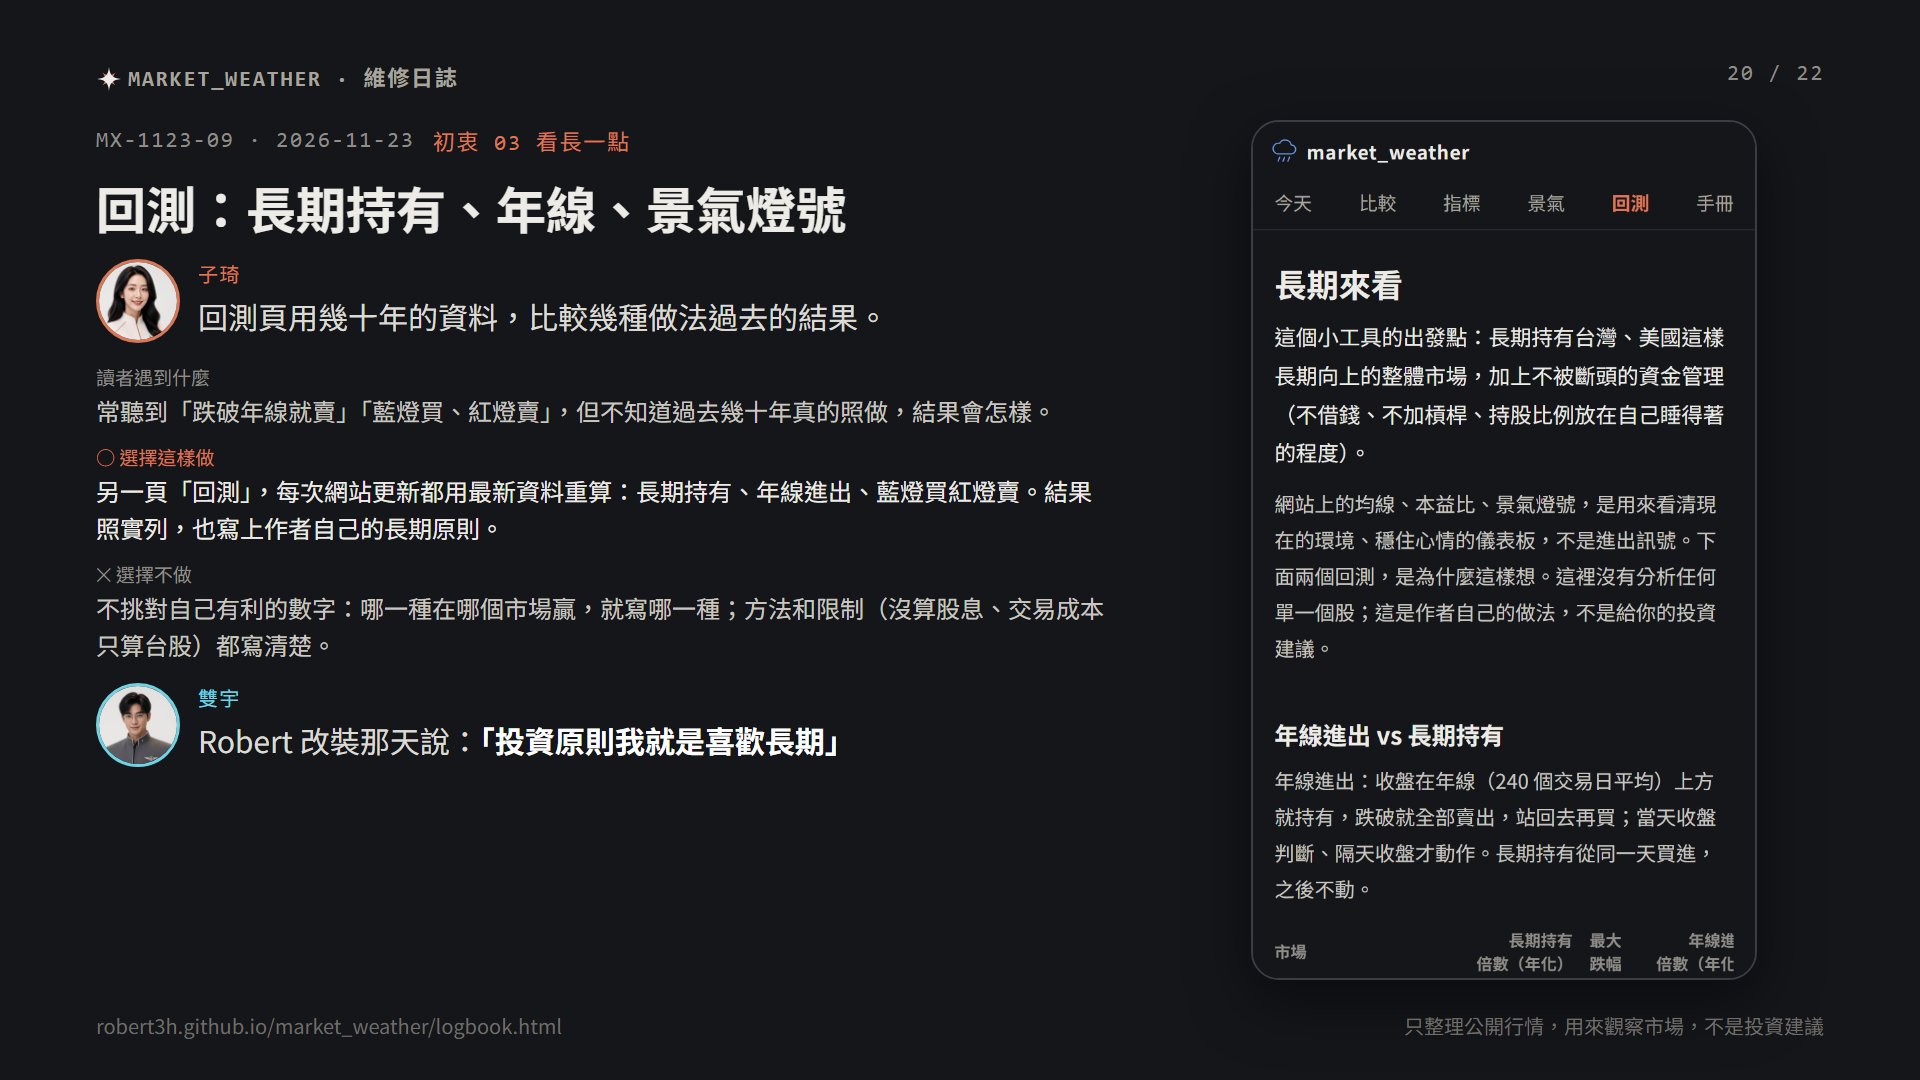 MARKET_WEATHER · 維修日誌
20 / 22
MX-1123-09 · 2026-11-23 初衷 03 看長一點
回測：長期持有、年線、景氣燈號
子琦
回測頁用幾十年的資料，比較幾種做法過去的結果。
讀者遇到什麼
常聽到「跌破年線就賣」「藍燈買、紅燈賣」，但不知道過去幾十年真的照做，結果會怎樣。
○ 選擇這樣做
另一頁「回測」，每次網站更新都用最新資料重算：長期持有、年線進出、藍燈買紅燈賣。結果
照實列，也寫上作者自己的長期原則。
× 選擇不做
不挑對自己有利的數字：哪一種在哪個市場贏，就寫哪一種；方法和限制（沒算股息、交易成本
只算台股）都寫清楚。
雙宇
Robert 改裝那天說：「投資原則我就是喜歡長期」
market_weather
今天 比較 指標 景氣 回測 手冊
長期來看
這個小工具的出發點：長期持有台灣、美國這樣
長期向上的整體市場，加上不被斷頭的資金管理
（不借錢、不加槓桿、持股比例放在自己睡得著
的程度）。
網站上的均線、本益比、景氣燈號，是用來看清現
在的環境、穩住心情的儀表板，不是進出訊號。下
面兩個回測，是為什麼這樣想。這裡沒有分析任何
單一個股；這是作者自己的做法，不是給你的投資
建議。
年線進出 vs 長期持有
年線進出：收盤在年線（240 個交易日平均）上方
就持有，跌破就全部賣出，站回去再買；當天收盤
判斷、隔天收盤才動作。長期持有從同一天買進，
之後不動。
市場 長期持有 最大 年線進
倍數（年化） 跌幅 倍數（年化
robert3h.github.io/market_weather/logbook.html
只整理公開行情，用來觀察市場，不是投資建議